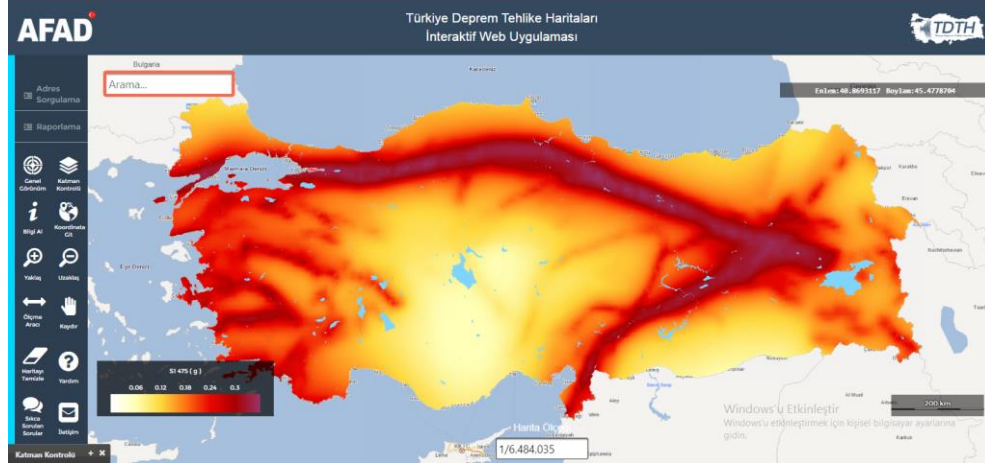 AFAD
Türkiye Deprem Tehlike Haritaları
İnteraktif Web Uygulaması
TDTH
Adres
Sorgulama
Raporlama
Genel
Görünüm
Katman
Kontrolü
Bilgi Al
Koordinata
Git
Yaklaş
Uzaklaş
Ölçme
Aracı
Kaydır
Haritayı
Temizle
Yardım
Sıkca
Sorulan
Sorular
İletişim
Katman Kontrolü + ×
Bulgaria
Arama...
Karadeniz
Enlem:40.8693117 Boylam:45.4778704
Marmara Denizi
Ege Denizi
S1 475 ( g )
0.06 0.12 0.18 0.24 0.3
Harita Ölç
1/6.484.035
200 km
Windows'u Etkinleştir
Windows'u etkinleştirmek için kişisel bilgisayar ayarlarına
gidin.